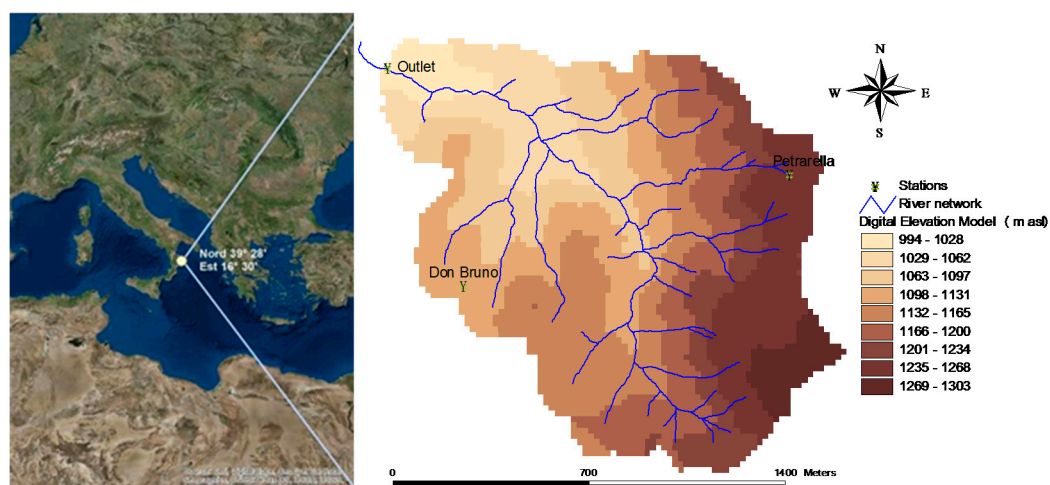 Nord 39° 28'
Est 16° 30'
Outlet
Petrarella
Don Bruno
N
W
E
S
Stations
River network
Digital Elevation Model ( m asl)
994 - 1028
1029 - 1062
1063 - 1097
1098 - 1131
1132 - 1165
1166 - 1200
1201 - 1234
1235 - 1268
1269 - 1303
0
700
1400 Meters